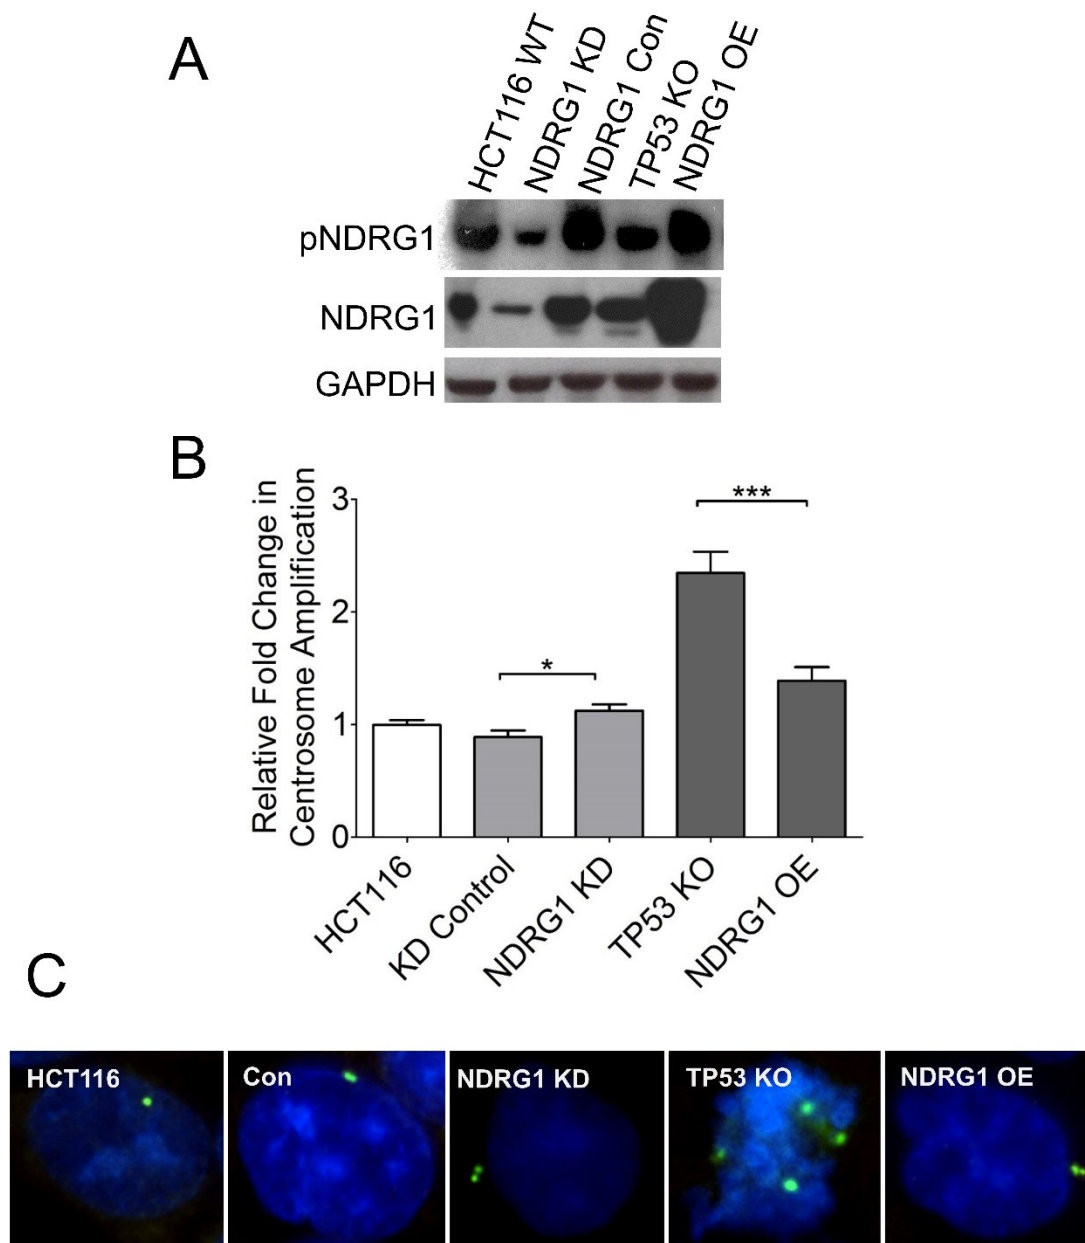 A
HCT116 WT
NDRG1 KD
NDRG1 Con
TP53 KO
NDRG1 OE
pNDRG1
NDRG1
GAPDH
B
Relative Fold Change in
Centrosome Amplification
3
2
1
0
*
***
HCT116
KD Control
NDRG1 KD
TP53 KO
NDRG1 OE
C
HCT116
Con
NDRG1 KD
TP53 KO
NDRG1 OE